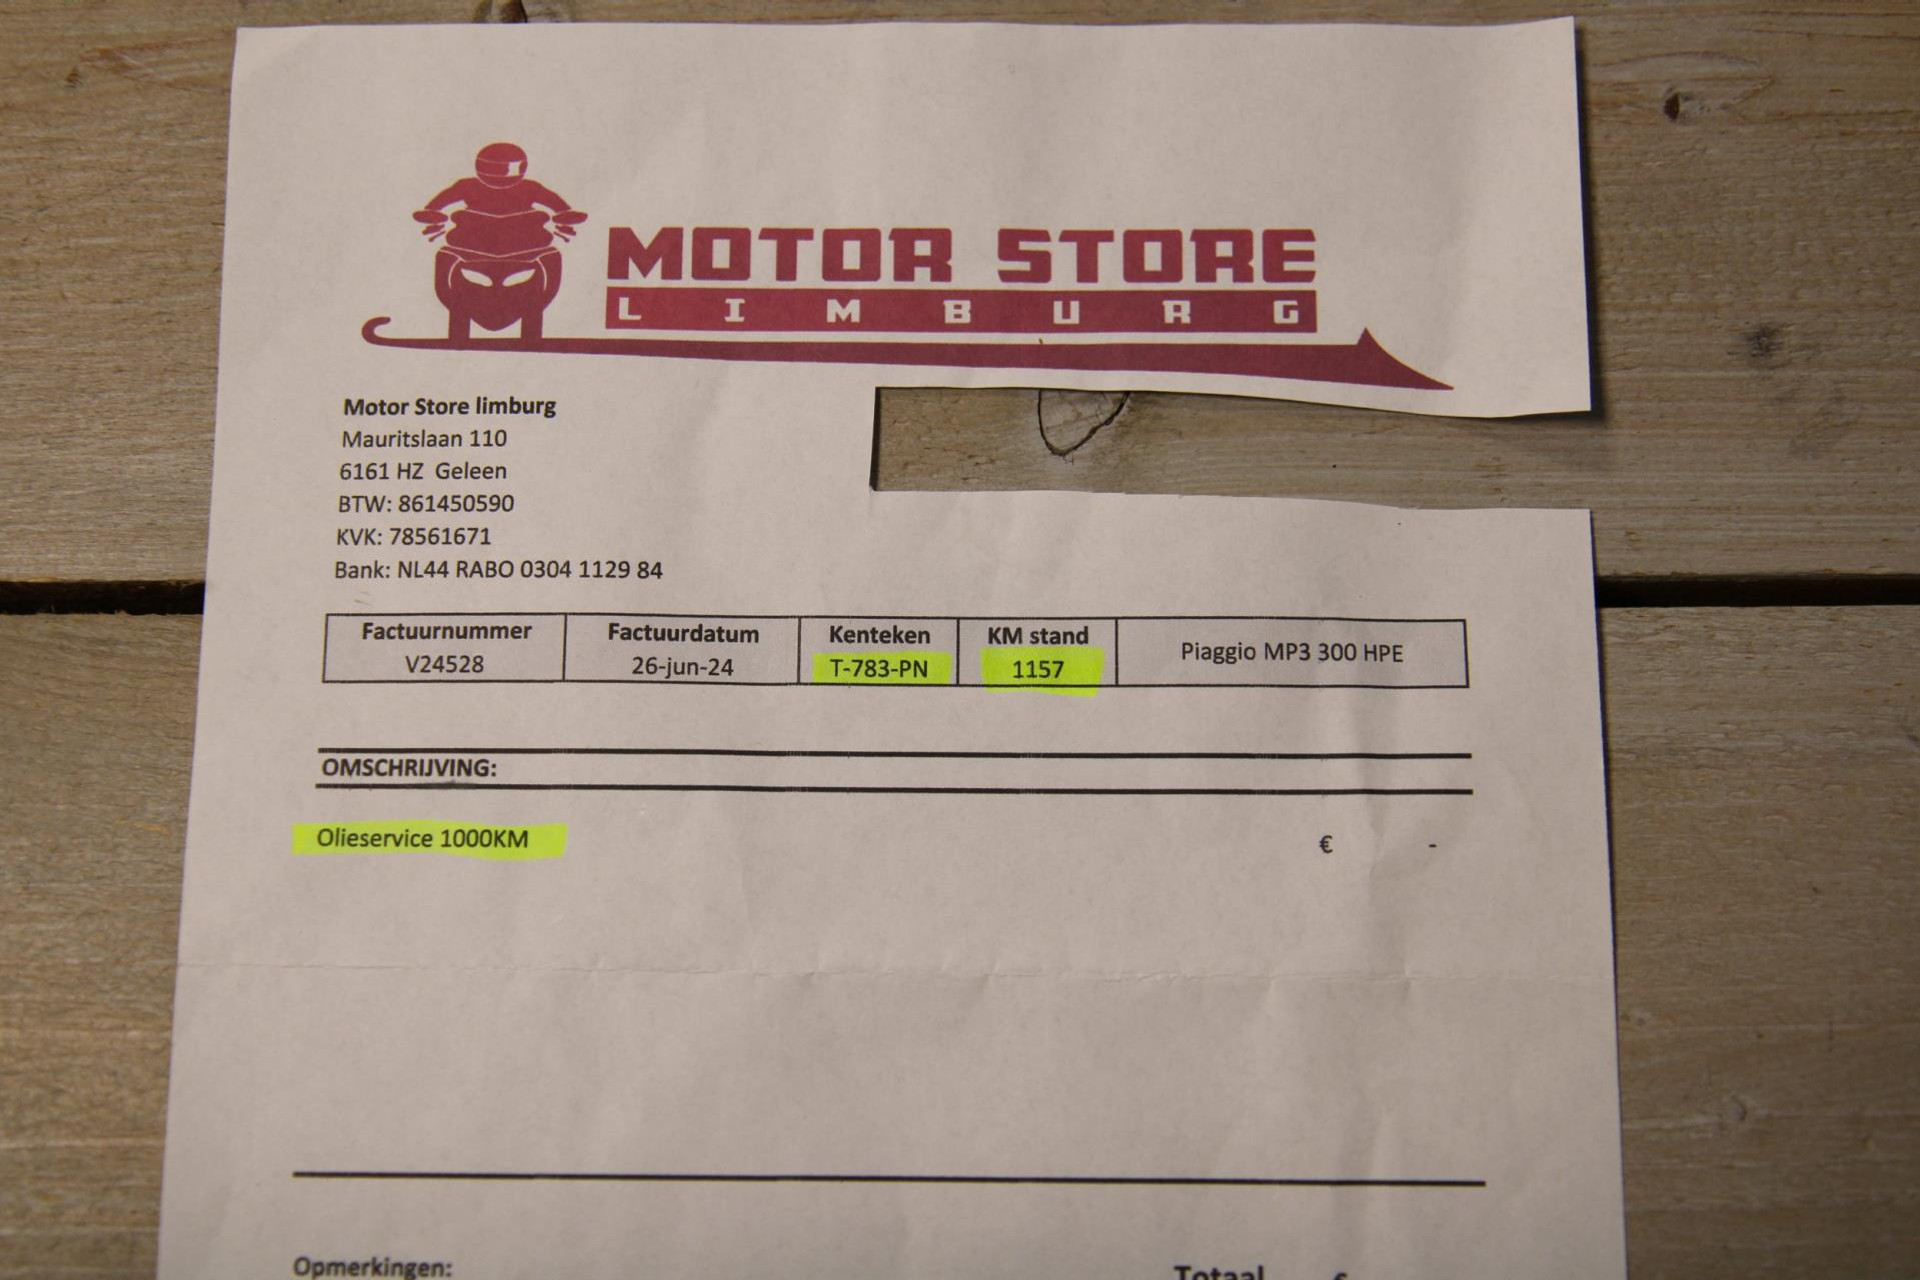 MOTOR STORE
LIMBURG
Motor Store limburg
Mauritslaan 110
6161 HZ Geleen
BTW: 861450590
KVK: 78561671
Bank: NL44 RABO 0304 1129 84
Factuurnummer Factuurdatum Kenteken KM stand Piaggio MP3 300 HPE
V24528 26-jun-24 T-783-PN 1157
OMSCHRIJVING:
Olieservice 1000KM € -
Opmerkingen: Totaal €